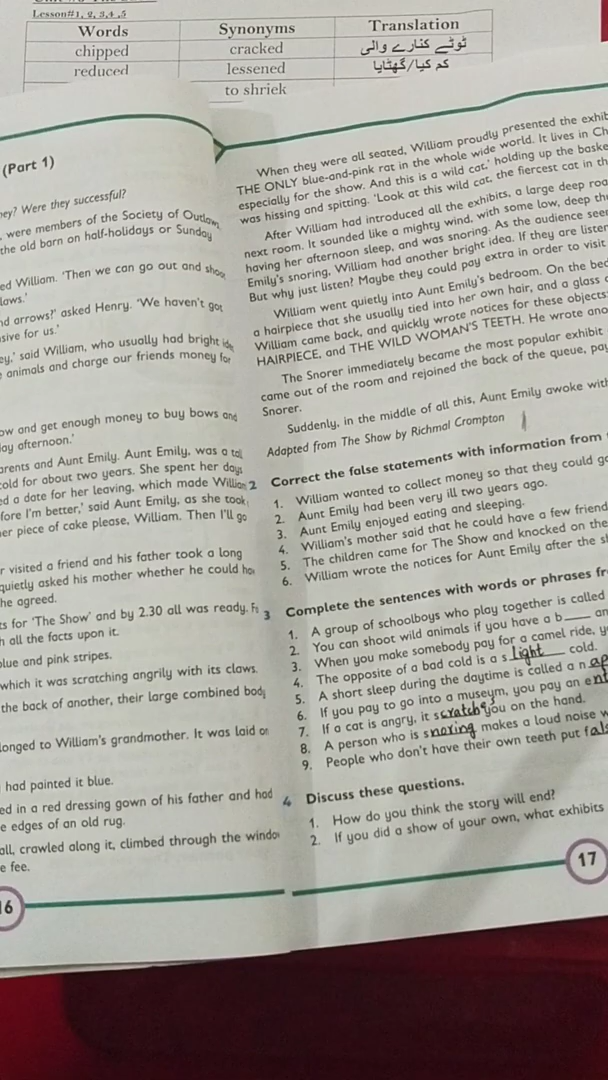 Lesson#1, 2, 3,4 ,5
Words Synonyms Translation
chipped cracked ٹوٹے کنارے والی
reduced lessened کم کیا/گھٹایا
to shriek
(Part 1)
ey? Were they successful?
, were members of the Society of Outlaws
the old barn on half-holidays or Sunday
ed William. 'Then we can go out and shoo
laws.'
nd arrows?' asked Henry. 'We haven't got
sive for us.'
ey,' said William, who usually had bright
animals and charge our friends money for
ow and get enough money to buy bows and
lay afternoon.'
arents and Aunt Emily. Aunt Emily, was a
old for about two years. She spent her days
ed a date for her leaving, which made William
fore I'm better,' said Aunt Emily, as she took
er piece of cake please, William. Then I'll go
r visited a friend and his father took a long
quietly asked his mother whether he could
he agreed.
ts for 'The Show' and by 2.30 all was ready.
h all the facts upon it.
blue and pink stripes.
which it was scratching angrily with its claws.
the back of another, their large combined bod
longed to William's grandmother. It was laid
had painted it blue.
ed in a red dressing gown of his father and had
e edges of an old rug.
all, crawled along it, climbed through the windo
e fee.
16
When they were all seated, William proudly presented the exhib
THE ONLY blue-and-pink rat in the whole wide world. It lives in Ch
especially for the show. And this is a wild cat,' holding up the baske
was hissing and spitting. 'Look at this wild cat, the fiercest cat in th
After William had introduced all the exhibits, a large deep roa
next room. It sounded like a mighty wind, with some low, deep th
having her afternoon sleep, and was snoring. As the audience see
Emily's snoring, William had another bright idea. If they are listen
But why just listen? Maybe they could pay extra in order to visit
William went quietly into Aunt Emily's bedroom. On the bed
a hairpiece that she usually tied into her own hair, and a glass
William came back, and quickly wrote notices for these objects
HAIRPIECE, and THE WILD WOMAN'S TEETH. He wrote ano
The Snorer immediately became the most popular exhibit
came out of the room and rejoined the back of the queue, pay
Snorer.
Suddenly, in the middle of all this, Aunt Emily awoke with
Adapted from The Show by Richmal Crompton
2 Correct the false statements with information from
1. William wanted to collect money so that they could go
2. Aunt Emily had been very ill two years ago.
3. Aunt Emily enjoyed eating and sleeping.
4. William's mother said that he could have a few friend
5. The children came for The Show and knocked on the
6. William wrote the notices for Aunt Emily after the s
3 Complete the sentences with words or phrases fr
1. A group of schoolboys who play together is called
2. You can shoot wild animals if you have a b____ an
3. When you make somebody pay for a camel ride, y
4. The opposite of a bad cold is a s light cold.
5. A short sleep during the daytime is called a n ap
6. If you pay to go into a museum, you pay an ent
7. If a cat is angry, it scratches you on the hand.
8. A person who is snoring makes a loud noise w
9. People who don't have their own teeth put fals
4 Discuss these questions.
1. How do you think the story will end?
2. If you did a show of your own, what exhibits
17